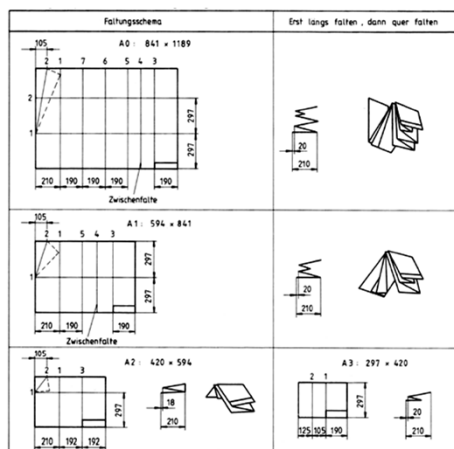 Faltungsschema
Erst langs falten , dann quer falten
105
A0 : 841 × 1189
2 1 7 6 5 4 3
2
1
297
297
210 190 190 190 190
Zwischenfalte
20
210
105
A1 : 594 × 841
2 1 5 4 3
1
297
297
210 190 190
Zwischenfalte
20
210
105
A2 : 420 × 594
2 1 3
1
297
210 192 192
18
210
A3 : 297 × 420
2 1
297
125 105 190
20
210